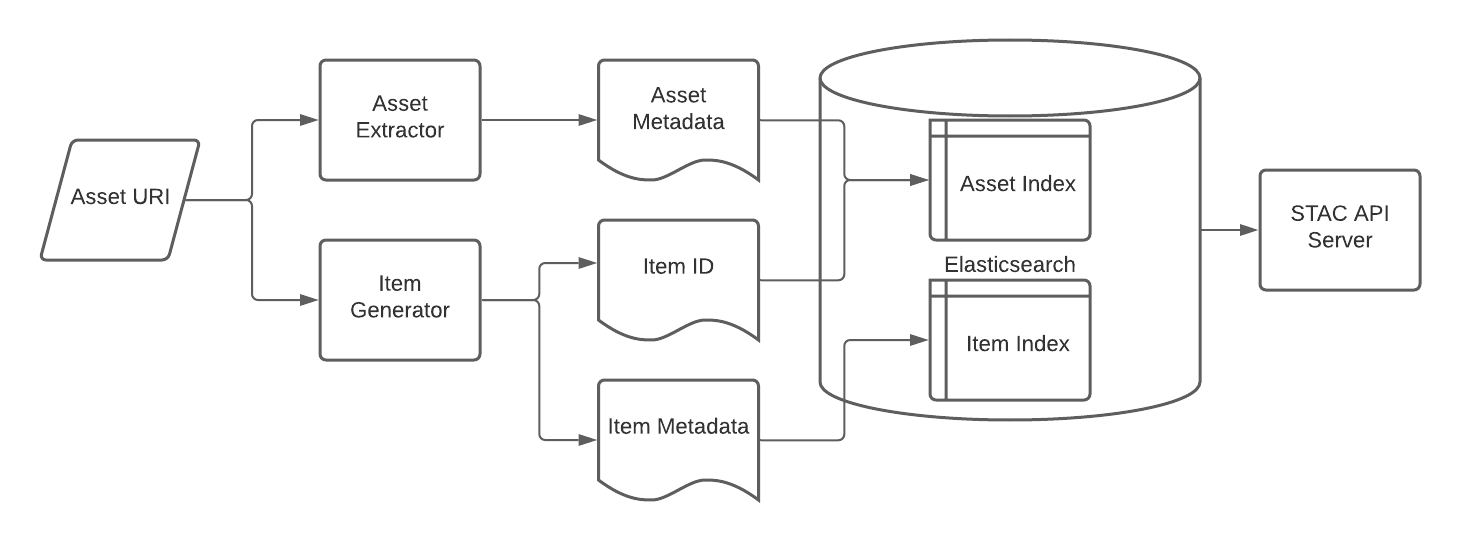 Asset URI
Asset
Extractor
Item
Generator
Asset
Metadata
Item ID
Item Metadata
Asset Index
Elasticsearch
Item Index
STAC API
Server